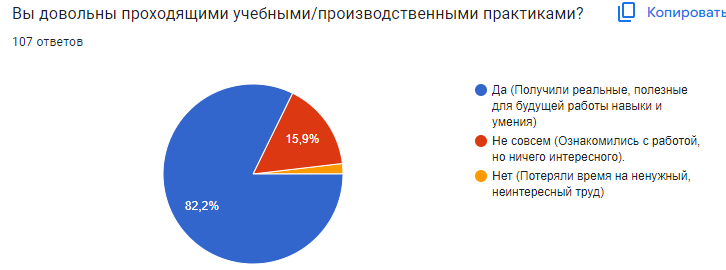 Вы довольны проходящими учебными/производственными практиками?
Копировать
107 ответов
82,2%
15,9%
Да (Получили реальные, полезные
для будущей работы навыки и
умения)
Не совсем (Ознакомились с работой,
но ничего интересного).
Нет (Потеряли время на ненужный,
неинтересный труд)